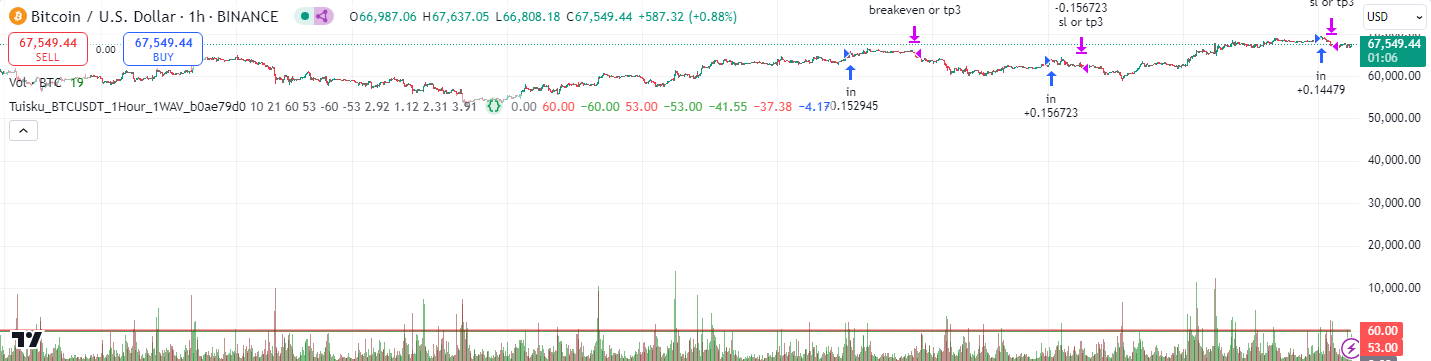 Bitcoin / U.S. Dollar · 1h · BINANCE O66,987.06 H67,637.05 L66,808.18 C67,549.44 +587.32 (+0.88%)
USD
67,549.44
SELL
0.00
67,549.44
BUY
Vol · BTC 19
Tuisku_BTCUSDT_1Hour_1WAV_b0ae79d0 10 21 60 53 -60 -53 2.92 1.12 2.31 3.91 {} 0.00 60.00 −60.00 53.00 −53.00 −41.55 −37.38 −4.17
breakeven or tp3
in
-0.156723
sl or tp3
in
+0.156723
sl or tp3
in
+0.14479
67,549.44
01:06
60,000.00
50,000.00
40,000.00
30,000.00
20,000.00
10,000.00
60.00
53.00